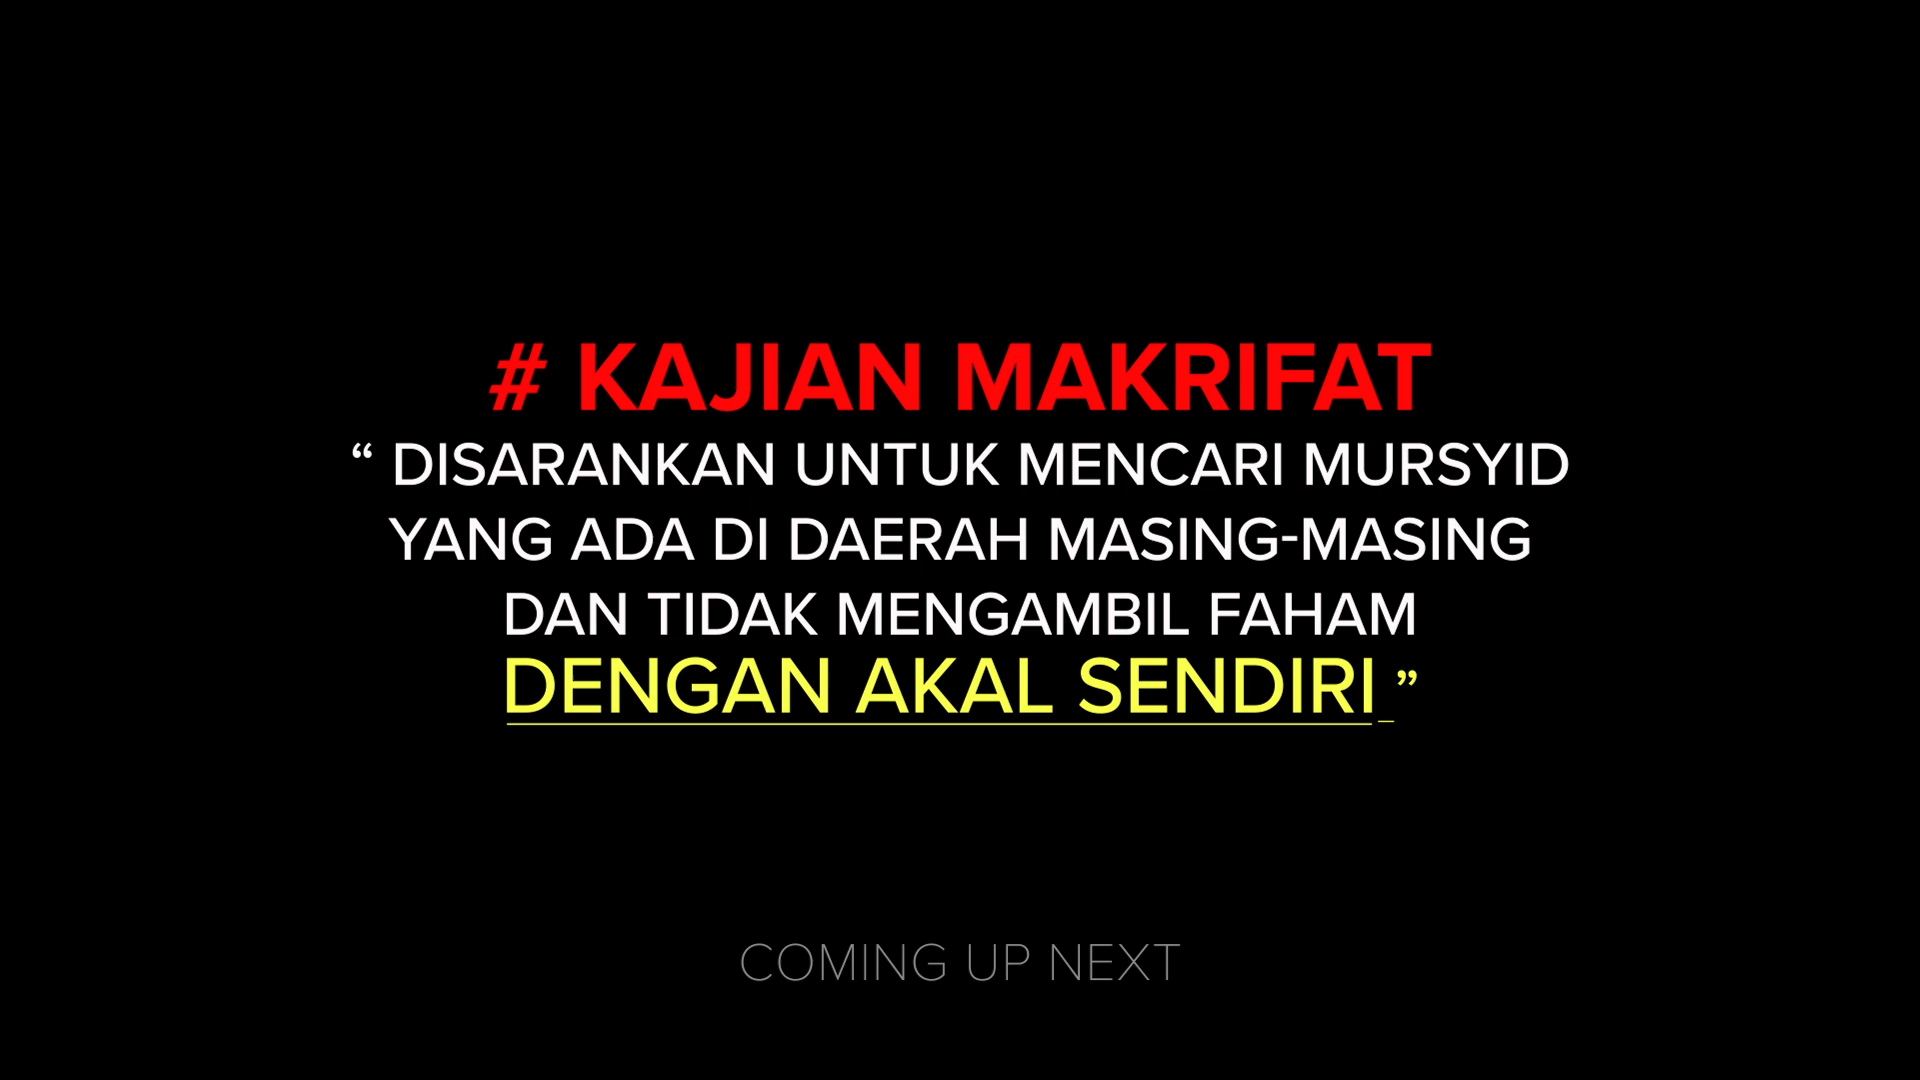 # KAJIAN MAKRIFAT
“ DISARANKAN UNTUK MENCARI MURSYID
YANG ADA DI DAERAH MASING-MASING
DAN TIDAK MENGAMBIL FAHAM
DENGAN AKAL SENDIRI ”
COMING UP NEXT